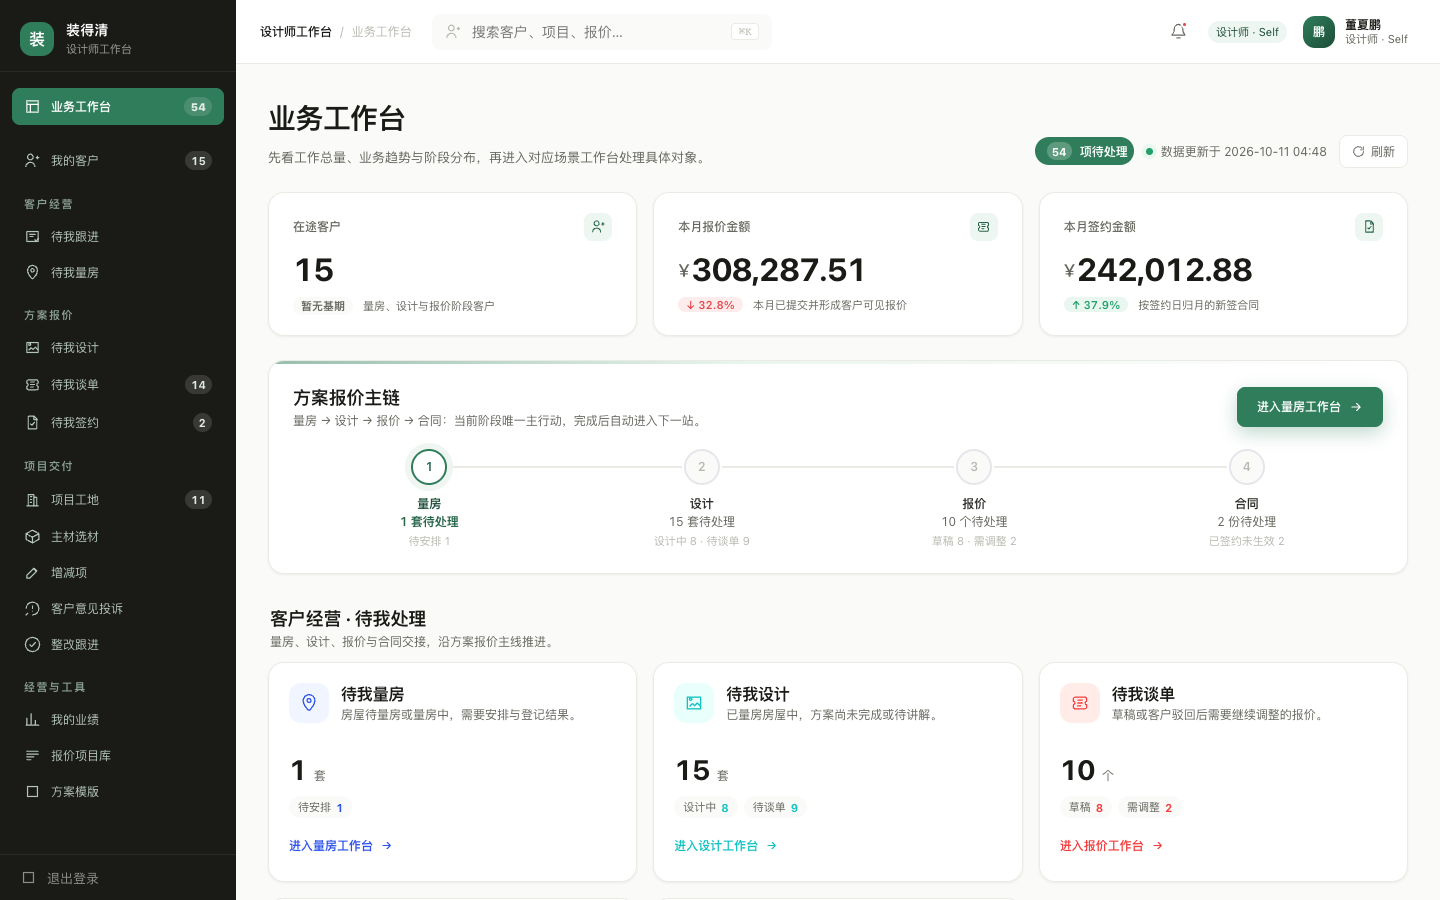 装
装得清
设计师工作台
业务工作台 54
我的客户 15
客户经营
待我跟进
待我量房
方案报价
待我设计
待我谈单 14
待我签约 2
项目交付
项目工地 11
主材选材
增减项
客户意见投诉
整改跟进
经营与工具
我的业绩
报价项目库
方案模版
退出登录
设计师工作台 / 业务工作台
搜索客户、项目、报价... ⌘K
设计师 · Self
鹏
董夏鹏
设计师 · Self
业务工作台
先看工作总量、业务趋势与阶段分布，再进入对应场景工作台处理具体对象。
54 项待处理
数据更新于 2026-10-11 04:48
刷新
在途客户
15
暂无基期 量房、设计与报价阶段客户
本月报价金额
¥308,287.51
↓ 32.8% 本月已提交并形成客户可见报价
本月签约金额
¥242,012.88
↑ 37.9% 按签约日归月的新签合同
方案报价主链
量房 → 设计 → 报价 → 合同：当前阶段唯一主行动，完成后自动进入下一站。
进入量房工作台 →
1
量房
1 套待处理
待安排 1
2
设计
15 套待处理
设计中 8 · 待谈单 9
3
报价
10 个待处理
草稿 8 · 需调整 2
4
合同
2 份待处理
已签约未生效 2
客户经营 · 待我处理
量房、设计、报价与合同交接，沿方案报价主线推进。
待我量房
房屋待量房或量房中，需要安排与登记结果。
1 套
待安排 1
进入量房工作台 →
待我设计
已量房房屋中，方案尚未完成或待讲解。
15 套
设计中 8 待谈单 9
进入设计工作台 →
待我谈单
草稿或客户驳回后需要继续调整的报价。
10 个
草稿 8 需调整 2
进入报价工作台 →